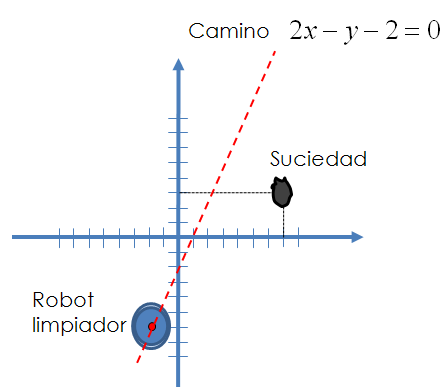 Camino 2x − y − 2 = 0
Suciedad
Robot
limpiador